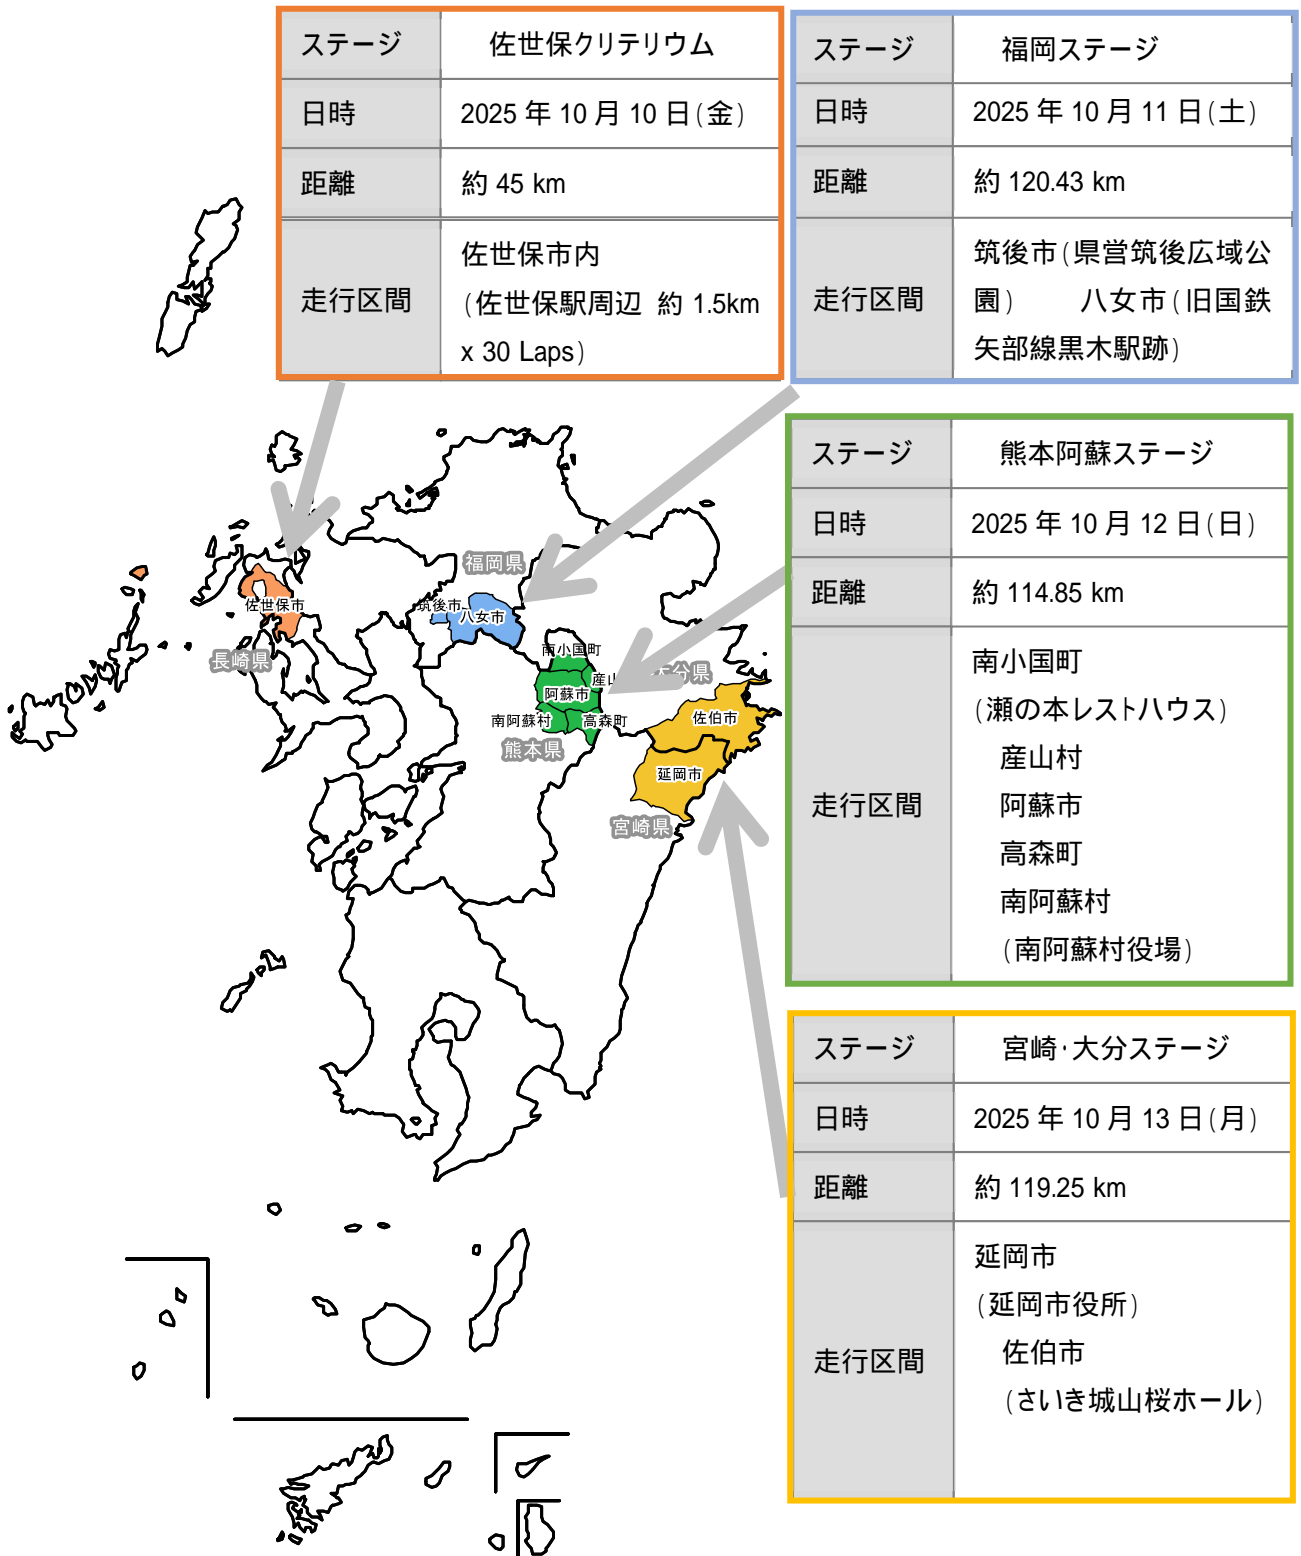 ステージ 佐世保クリテリウム
日時 2025 年 10 月 10 日(金)
距離 約 45 km
走行区間 佐世保市内
(佐世保駅周辺 約 1.5km
x 30 Laps)
ステージ 福岡ステージ
日時 2025 年 10 月 11 日(土)
距離 約 120.43 km
走行区間 筑後市(県営筑後広域公
園) 八女市(旧国鉄
矢部線黒木駅跡)
ステージ 熊本阿蘇ステージ
日時 2025 年 10 月 12 日(日)
距離 約 114.85 km
走行区間 南小国町
(瀬の本レストハウス)
産山村
阿蘇市
高森町
南阿蘇村
(南阿蘇村役場)
ステージ 宮崎・大分ステージ
日時 2025 年 10 月 13 日(月)
距離 約 119.25 km
走行区間 延岡市
(延岡市役所)
佐伯市
(さいき城山桜ホール)
福岡県
筑後市
八女市
佐世保市
長崎県
南小国町
産山
大分県
阿蘇市
南阿蘇村
高森町
熊本県
佐伯市
延岡市
宮崎県